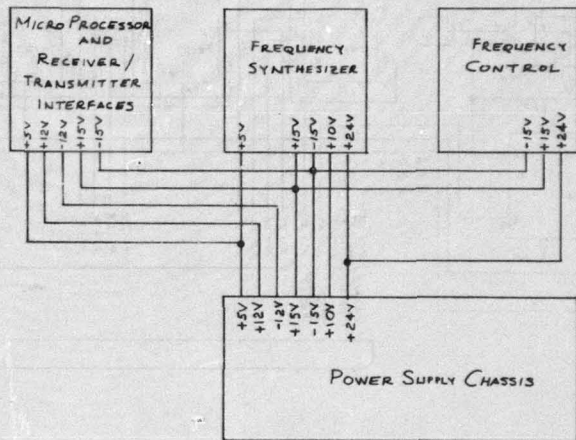 MICRO PROCESSOR
AND
RECEIVER/
TRANSMITTER
INTERFACES
+5V
+12V
-12V
+15V
-15V
FREQUENCY
SYNTHESIZER
+5V
+15V
-15V
+10V
+24V
FREQUENCY
CONTROL
-15V
+15V
+24V
+5V
+12V
-12V
+15V
-15V
+10V
+24V
POWER SUPPLY CHASSIS